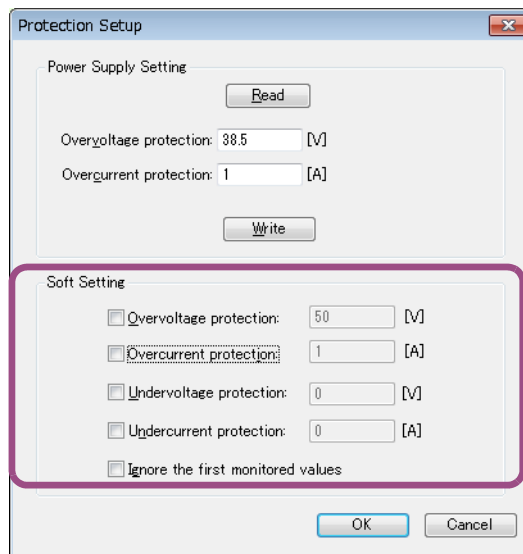 Protection Setup
Power Supply Setting
Read
Overvoltage protection: 38.5 [V]
Overcurrent protection: 1 [A]
Write
Soft Setting
Overvoltage protection: 50 [V]
Overcurrent protection: 1 [A]
Undervoltage protection: 0 [V]
Undercurrent protection: 0 [A]
Ignore the first monitored values
OK Cancel